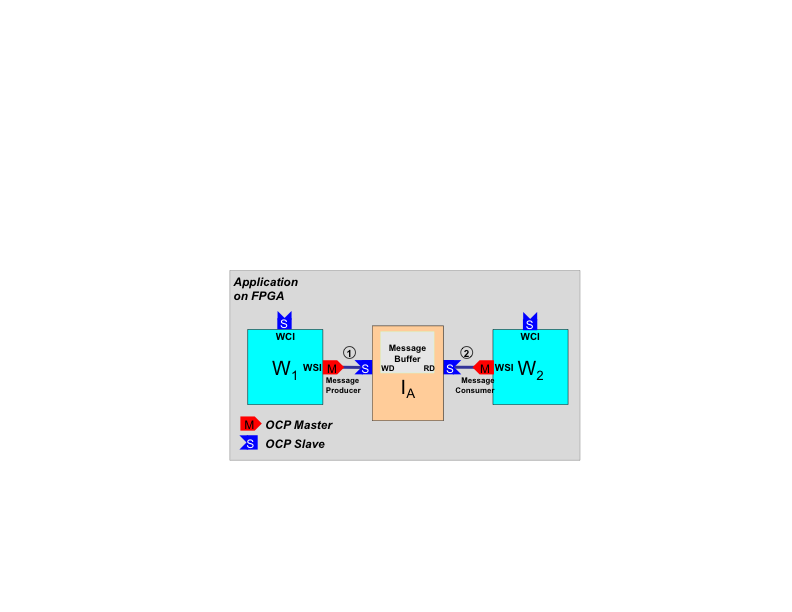 Application
on FPGA
S
S
WCI
WCI
1
2
Message
Buffer
W1
WSI
M
S
WD
RD
S
M
WSI
W2
Message
Producer
IA
Message
Consumer
M OCP Master
S OCP Slave